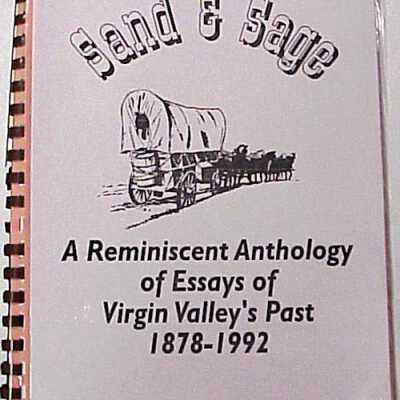 Sand & Sage
A Reminiscent Anthology
of Essays of
Virgin Valley's Past
1878-1992